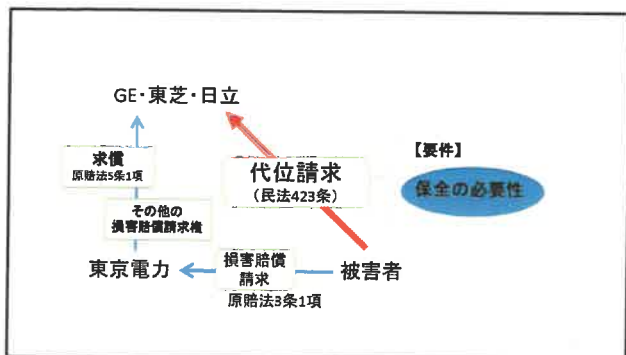 GE・東芝・日立
求償
原賠法5条1項
代位請求
（民法423条）
【要件】
保全の必要性
その他の
損害賠償請求権
東京電力
損害賠償
請求
原賠法3条1項
被害者